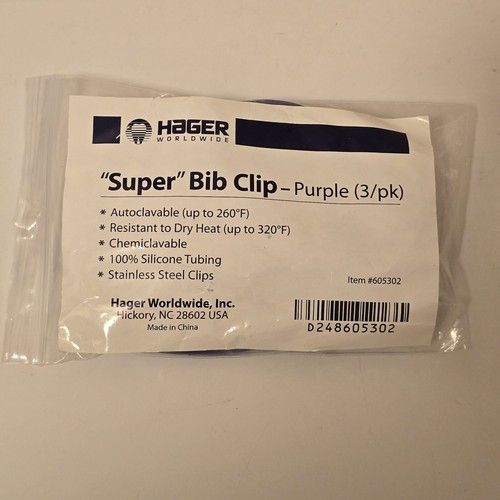 HAGER
WORLDWIDE
"Super" Bib Clip – Purple (3/pk)
* Autoclavable (up to 260°F)
* Resistant to Dry Heat (up to 320°F)
* Chemiclavable
* 100% Silicone Tubing
* Stainless Steel Clips
Item #605302
Hager Worldwide, Inc.
Hickory, NC 28602 USA
Made in China
D248605302